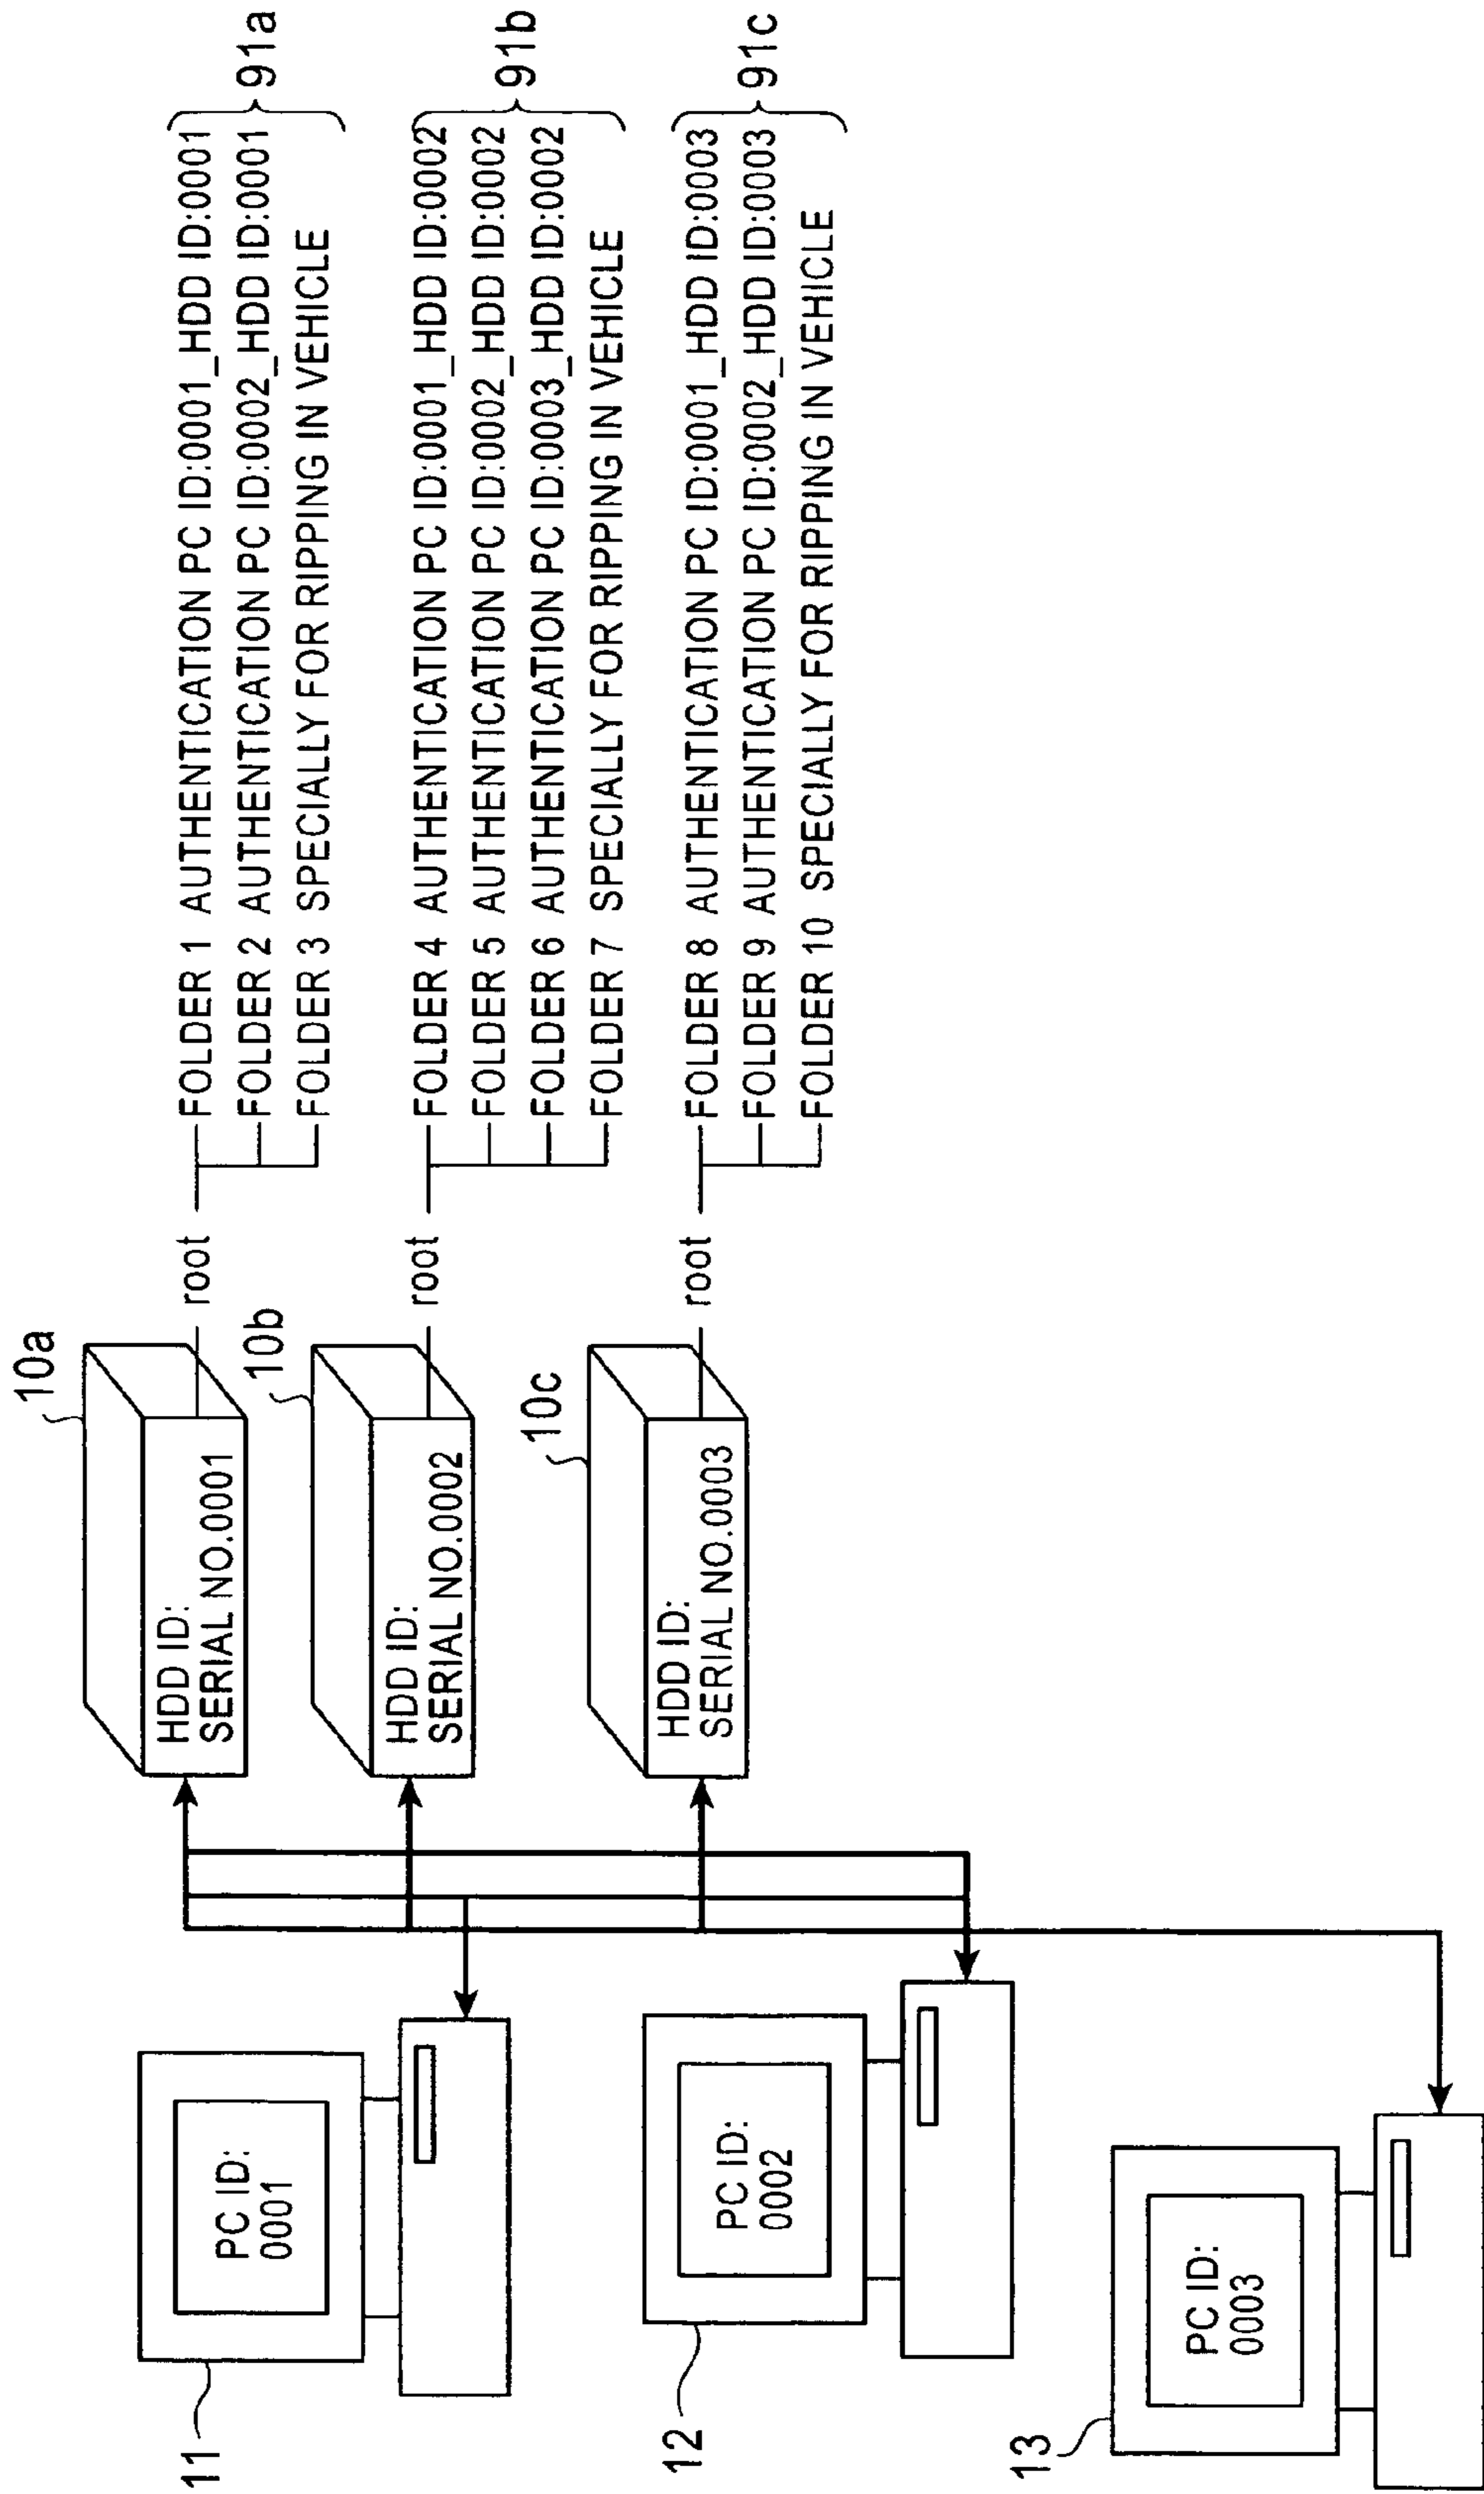 11
PC ID:
0001
12
PC ID:
0002
13
PC ID:
0003
10a
HDD ID:
SERIAL NO.0001
root
FOLDER 1 AUTHENTICATION PC ID:0001_HDD ID:0001
FOLDER 2 AUTHENTICATION PC ID:0002_HDD ID:0001
FOLDER 3 SPECIALLY FOR RIPPING IN VEHICLE
91a
10b
HDD ID:
SERIAL NO.0002
root
FOLDER 4 AUTHENTICATION PC ID:0001_HDD ID:0002
FOLDER 5 AUTHENTICATION PC ID:0002_HDD ID:0002
FOLDER 6 AUTHENTICATION PC ID:0003_HDD ID:0002
FOLDER 7 SPECIALLY FOR RIPPING IN VEHICLE
91b
10c
HDD ID:
SERIAL NO.0003
root
FOLDER 8 AUTHENTICATION PC ID:0001_HDD ID:0003
FOLDER 9 AUTHENTICATION PC ID:0002_HDD ID:0003
FOLDER 10 SPECIALLY FOR RIPPING IN VEHICLE
91c